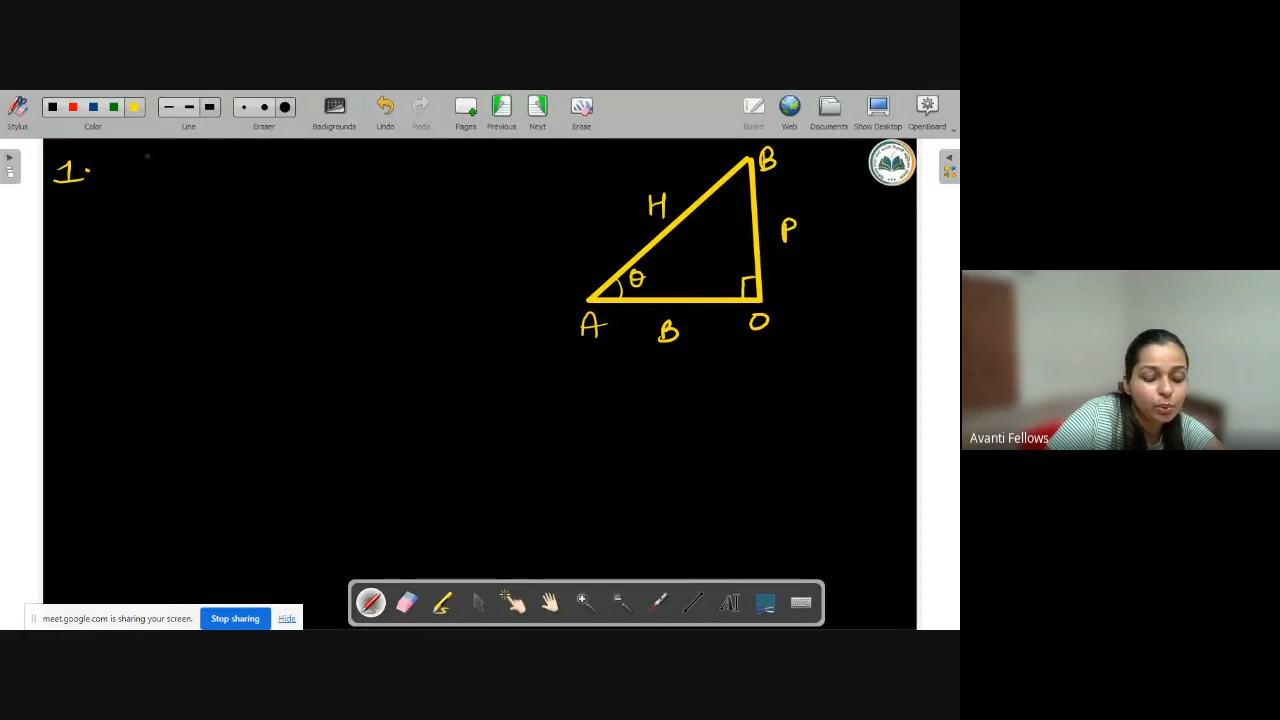 Stylus
Color
Line
Eraser
Backgrounds
Undo
Redo
Pages
Previous
Next
Erase
Board
Web
Documents
Show Desktop
OpenBoard
1.
B
H
P
θ
A
B
O
Avanti Fellows
meet.google.com is sharing your screen.
Stop sharing
Hide
AI